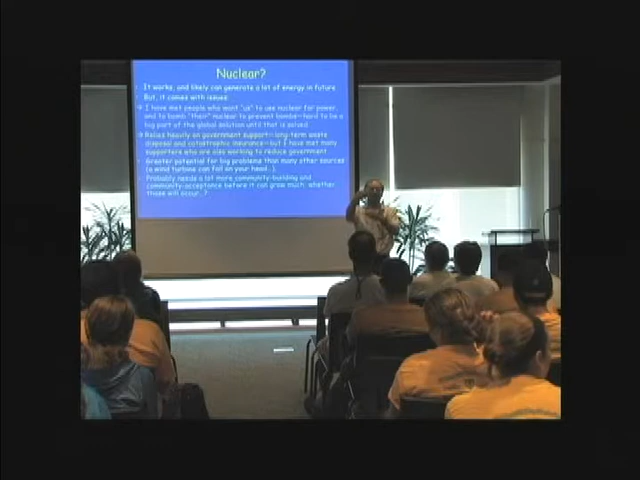 Nuclear?
It works, and likely can generate a lot of energy in future.
But, it comes with issues:
I have met people who want "us" to use nuclear for power,
and to bomb "their" nuclear to prevent bombs--hard to be
a big part of the global solution until that is solved
Relies heavily on government support--long-term waste
disposal and catastrophic insurance--but I have met many
supporters who are also working to reduce government
Greater potential for big problems than many other sources
(a wind turbine can fall on your head...).
Probably needs a lot more community-building and
community-acceptance before it can grow much; whether
those will occur...?